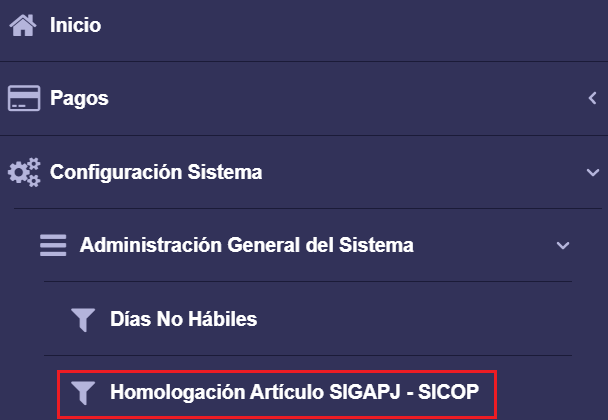 Inicio
Pagos
Configuración Sistema
Administración General del Sistema
Días No Hábiles
Homologación Artículo SIGAPJ - SICOP